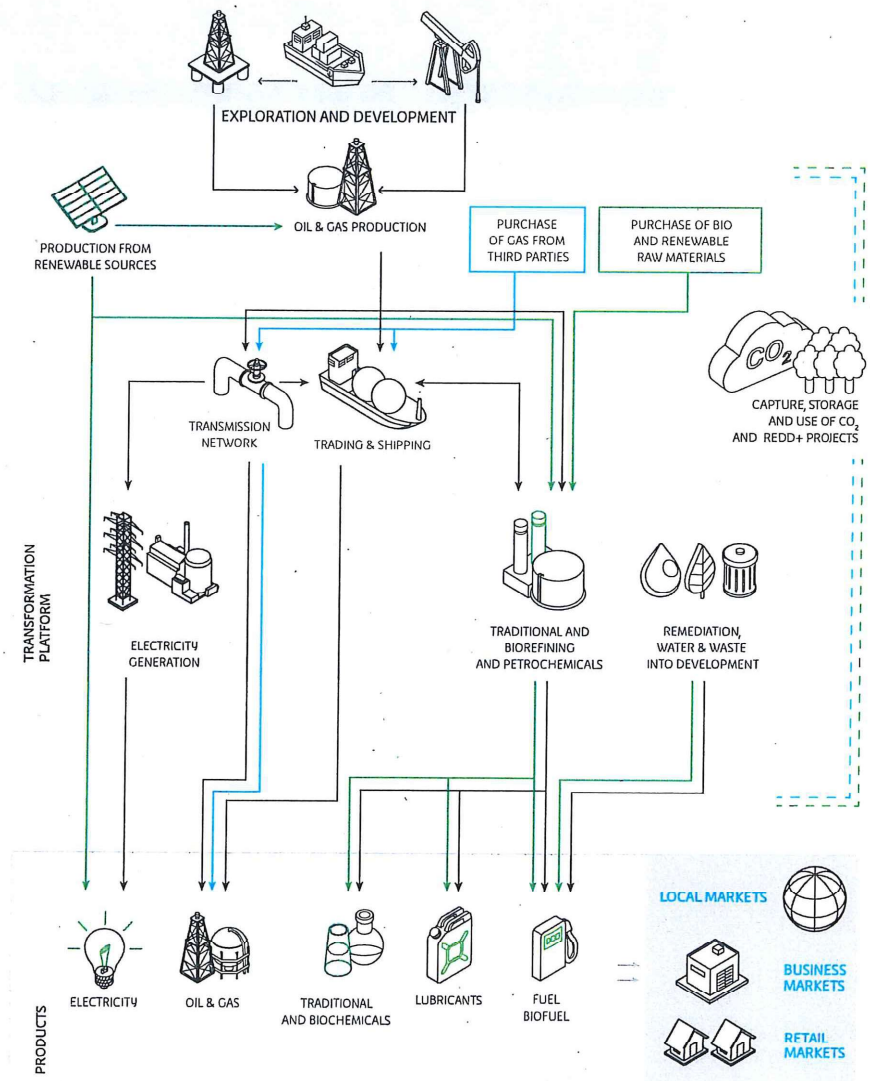 EXPLORATION AND DEVELOPMENT
OIL & GAS PRODUCTION
PRODUCTION FROM
RENEWABLE SOURCES
PURCHASE
OF GAS FROM
THIRD PARTIES
PURCHASE OF BIO
AND RENEWABLE
RAW MATERIALS
CO2
CAPTURE, STORAGE
AND USE OF CO2
AND REDD+ PROJECTS
TRANSMISSION
NETWORK
TRADING & SHIPPING
TRANSFORMATION
PLATFORM
ELECTRICITY
GENERATION
TRADITIONAL AND
BIOREFINING
AND PETROCHEMICALS
REMEDIATION,
WATER & WASTE
INTO DEVELOPMENT
PRODUCTS
ELECTRICITY
OIL & GAS
TRADITIONAL
AND BIOCHEMICALS
LUBRICANTS
FUEL
BIOFUEL
LOCAL MARKETS
BUSINESS
MARKETS
RETAIL
MARKETS